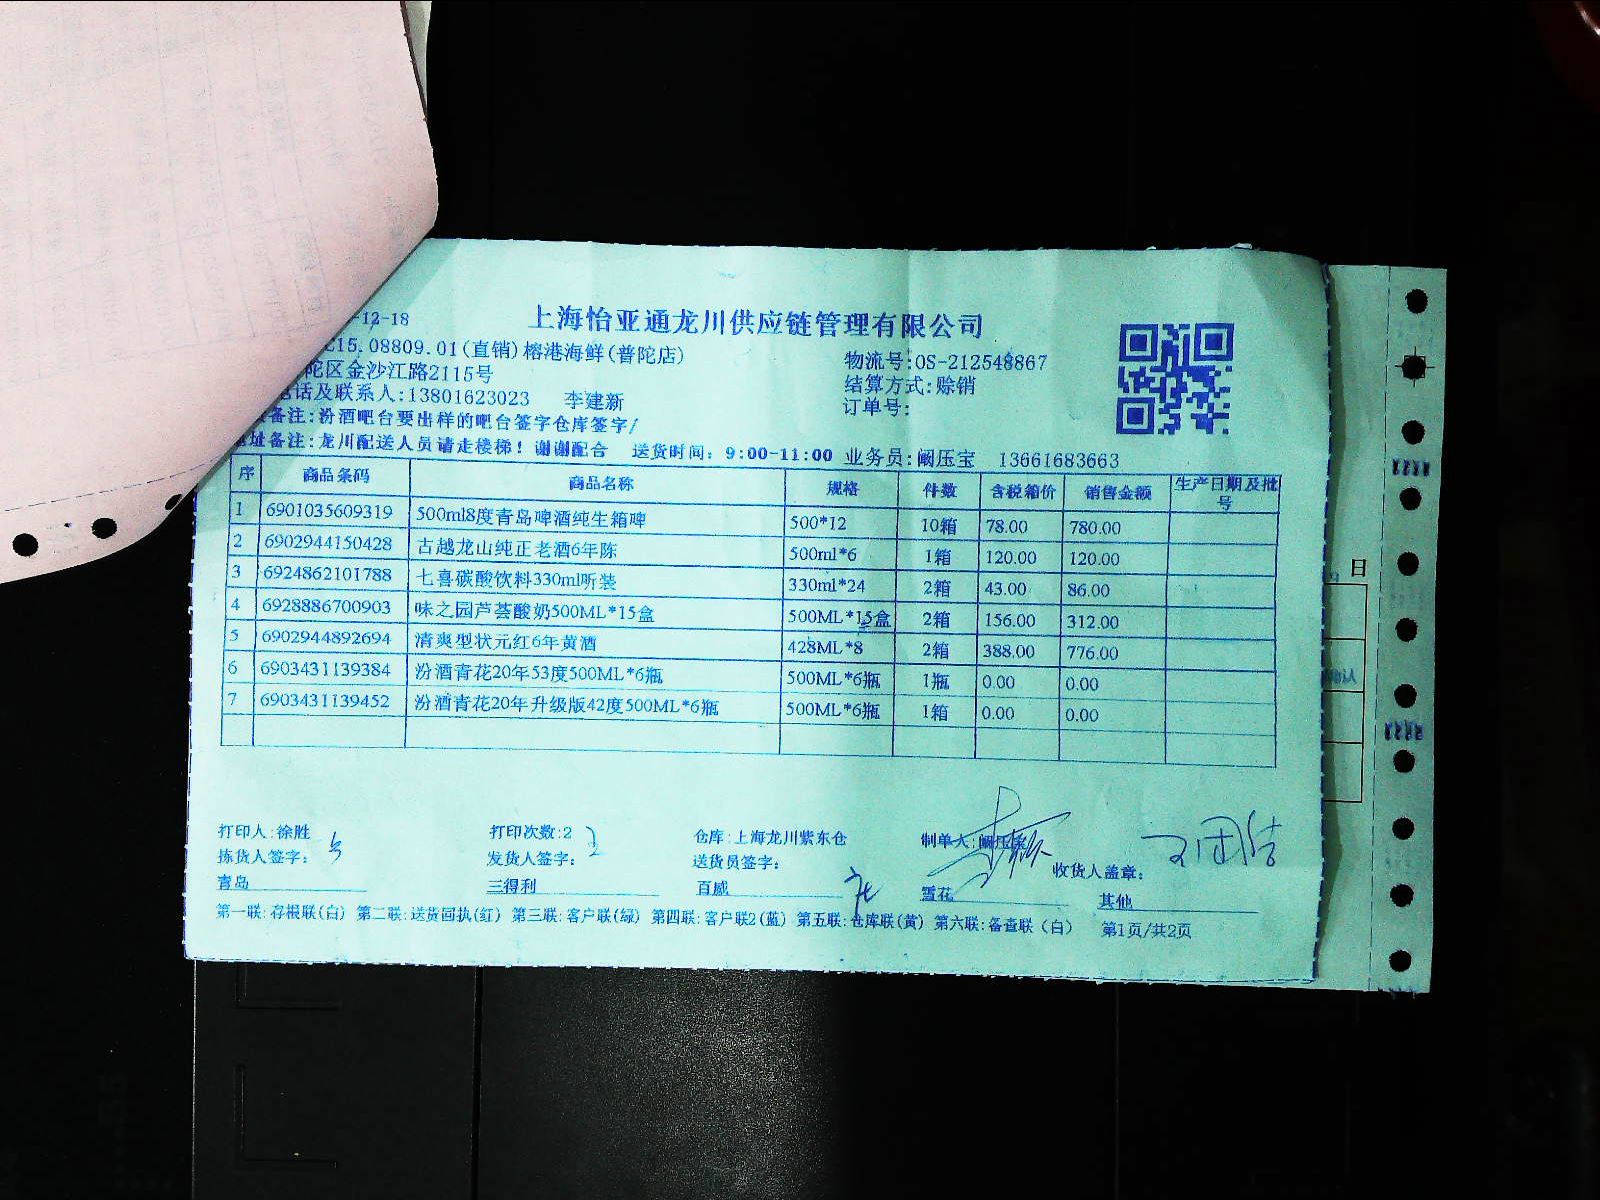 -12-18
上海怡亚通龙川供应链管理有限公司
15.08809.01(直销)榕港海鲜(普陀店)
物流号:OS-212548867
陀区金沙江路2115号
结算方式:赊销
话及联系人:13801623023 李建新
订单号:
备注:汾酒吧台要出样的吧台签字仓库签字/
址备注:龙川配送人员请走楼梯！谢谢配合 送货时间：9:00-11:00 业务员:阚压宝 13661683663
序 商品条码 商品名称 规格 件数 含税箱价 销售金额 生产日期及批号
1 6901035609319 500ml8度青岛啤酒纯生箱啤 500*12 10箱 78.00 780.00
2 6902944150428 古越龙山纯正老酒6年陈 500ml*6 1箱 120.00 120.00
3 6924862101788 七喜碳酸饮料330ml听装 330ml*24 2箱 43.00 86.00
4 6928886700903 味之园芦荟酸奶500ML*15盒 500ML*15盒 2箱 156.00 312.00
5 6902944892694 清爽型状元红6年黄酒 428ML*8 2箱 388.00 776.00
6 6903431139384 汾酒青花20年53度500ML*6瓶 500ML*6瓶 1瓶 0.00 0.00
7 6903431139452 汾酒青花20年升级版42度500ML*6瓶 500ML*6瓶 1箱 0.00 0.00
日
打印人:徐胜 打印次数:2 仓库:上海龙川紫东仓 制单人:阚压宝
拣货人签字: 发货人签字: 送货员签字: 收货人盖章:
青岛 三得利 百威 雪花 其他
第一联:存根联(白) 第二联:送货回执(红) 第三联:客户联(绿) 第四联:客户联2(蓝) 第五联:仓库联(黄) 第六联:备查联（白） 第1页/共2页